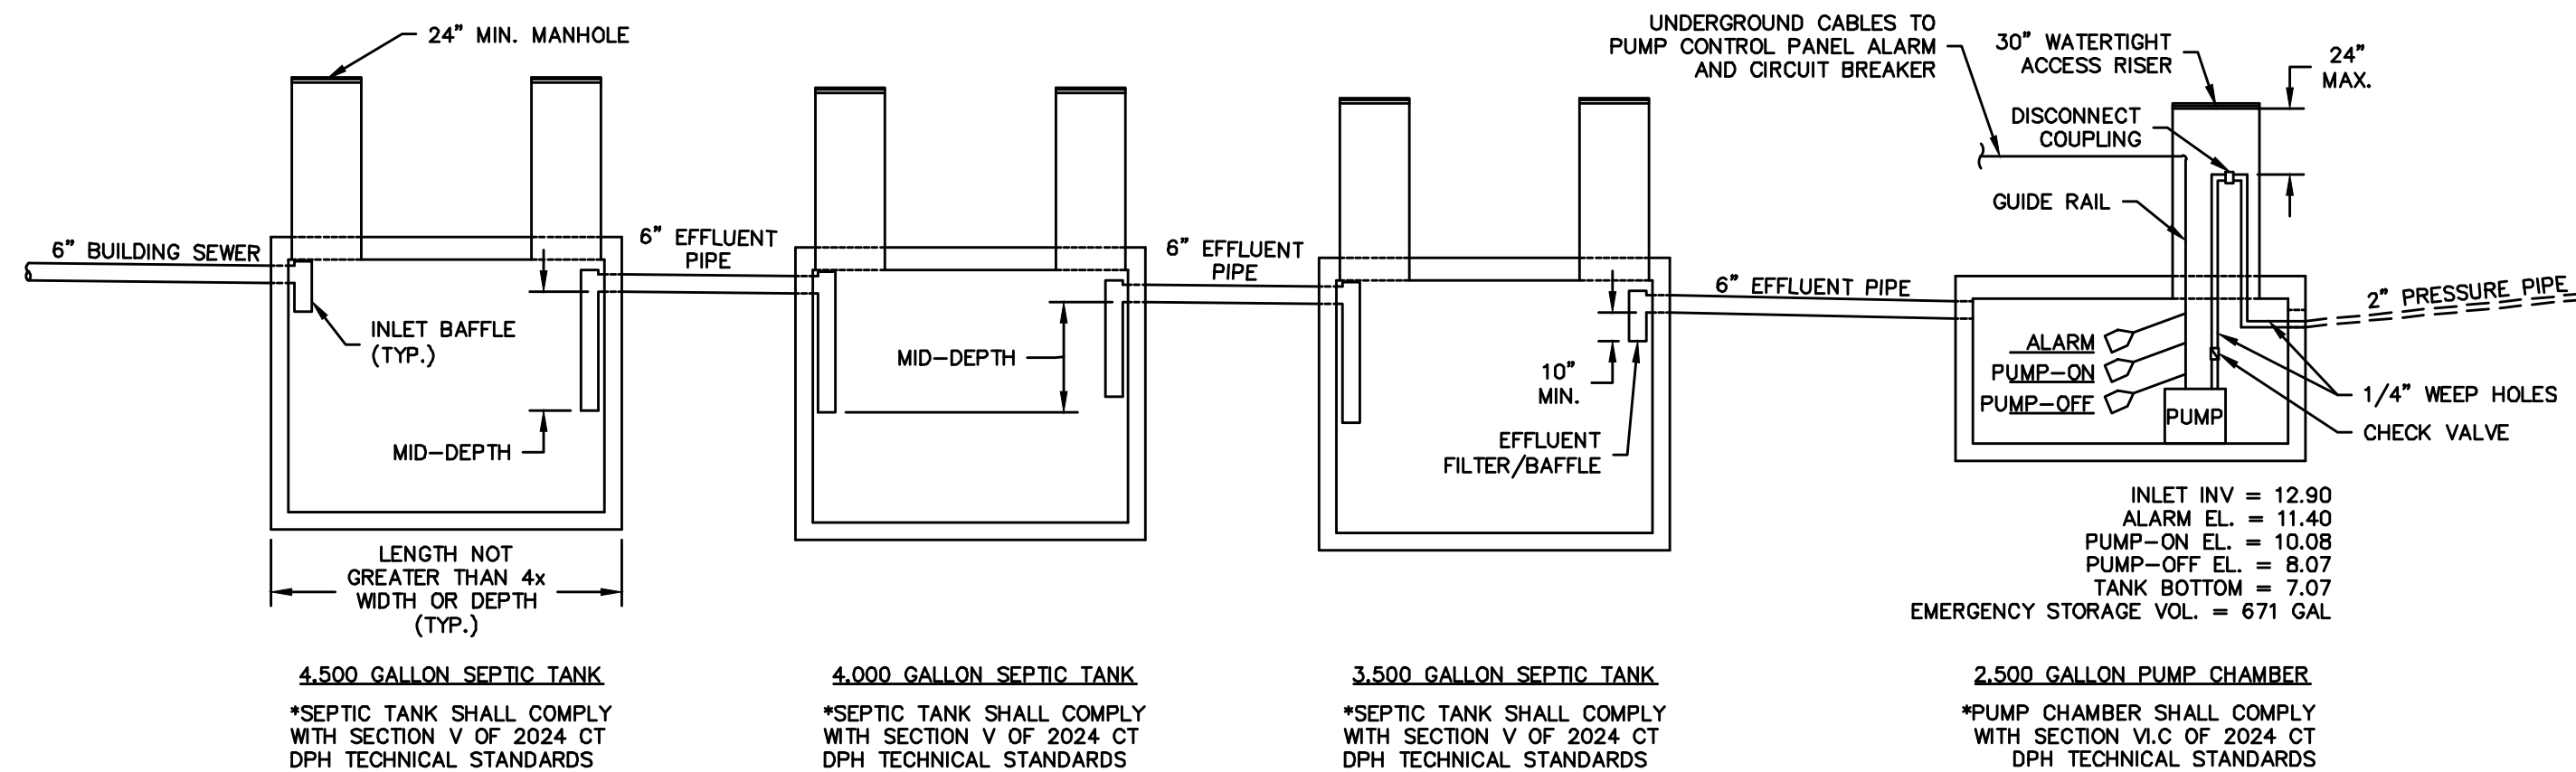 24" MIN. MANHOLE
6" BUILDING SEWER
INLET BAFFLE
(TYP.)
MID-DEPTH
LENGTH NOT
GREATER THAN 4x
WIDTH OR DEPTH
(TYP.)
4,500 GALLON SEPTIC TANK
*SEPTIC TANK SHALL COMPLY
WITH SECTION V OF 2024 CT
DPH TECHNICAL STANDARDS
6" EFFLUENT
PIPE
MID-DEPTH
4,000 GALLON SEPTIC TANK
*SEPTIC TANK SHALL COMPLY
WITH SECTION V OF 2024 CT
DPH TECHNICAL STANDARDS
6" EFFLUENT
PIPE
10"
MIN.
EFFLUENT
FILTER/BAFFLE
3,500 GALLON SEPTIC TANK
*SEPTIC TANK SHALL COMPLY
WITH SECTION V OF 2024 CT
DPH TECHNICAL STANDARDS
6" EFFLUENT PIPE
UNDERGROUND CABLES TO
PUMP CONTROL PANEL ALARM
AND CIRCUIT BREAKER
30" WATERTIGHT
ACCESS RISER
24"
MAX.
DISCONNECT
COUPLING
GUIDE RAIL
2" PRESSURE PIPE
ALARM
PUMP-ON
PUMP-OFF
PUMP
1/4" WEEP HOLES
CHECK VALVE
INLET INV = 12.90
ALARM EL. = 11.40
PUMP-ON EL. = 10.08
PUMP-OFF EL. = 8.07
TANK BOTTOM = 7.07
EMERGENCY STORAGE VOL. = 671 GAL
2,500 GALLON PUMP CHAMBER
*PUMP CHAMBER SHALL COMPLY
WITH SECTION VI.C OF 2024 CT
DPH TECHNICAL STANDARDS